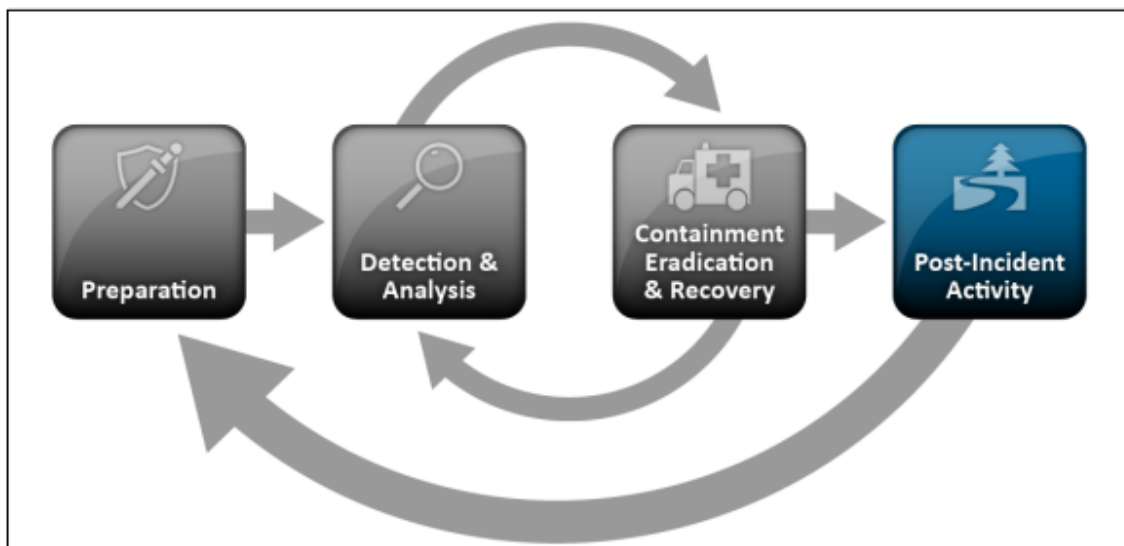 Preparation
Detection &
Analysis
Containment
Eradication
& Recovery
Post-Incident
Activity